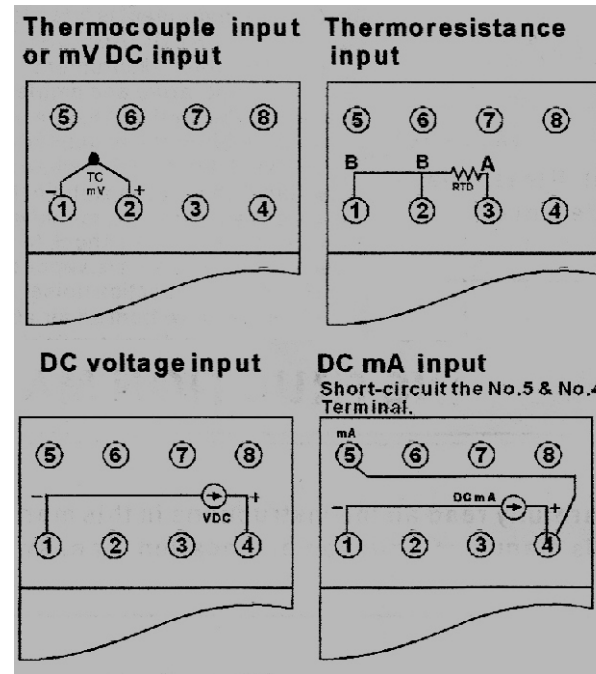 Thermocouple input
or mV DC input
5 6 7 8
TC
mV
- +
1 2 3 4
Thermoresistance
input
5 6 7 8
B B A
RTD
1 2 3 4
DC voltage input
5 6 7 8
- +
VDC
1 2 3 4
DC mA input
Short-circuit the No.5 & No.4
Terminal.
mA
5 6 7 8
DC mA
- +
1 2 3 4